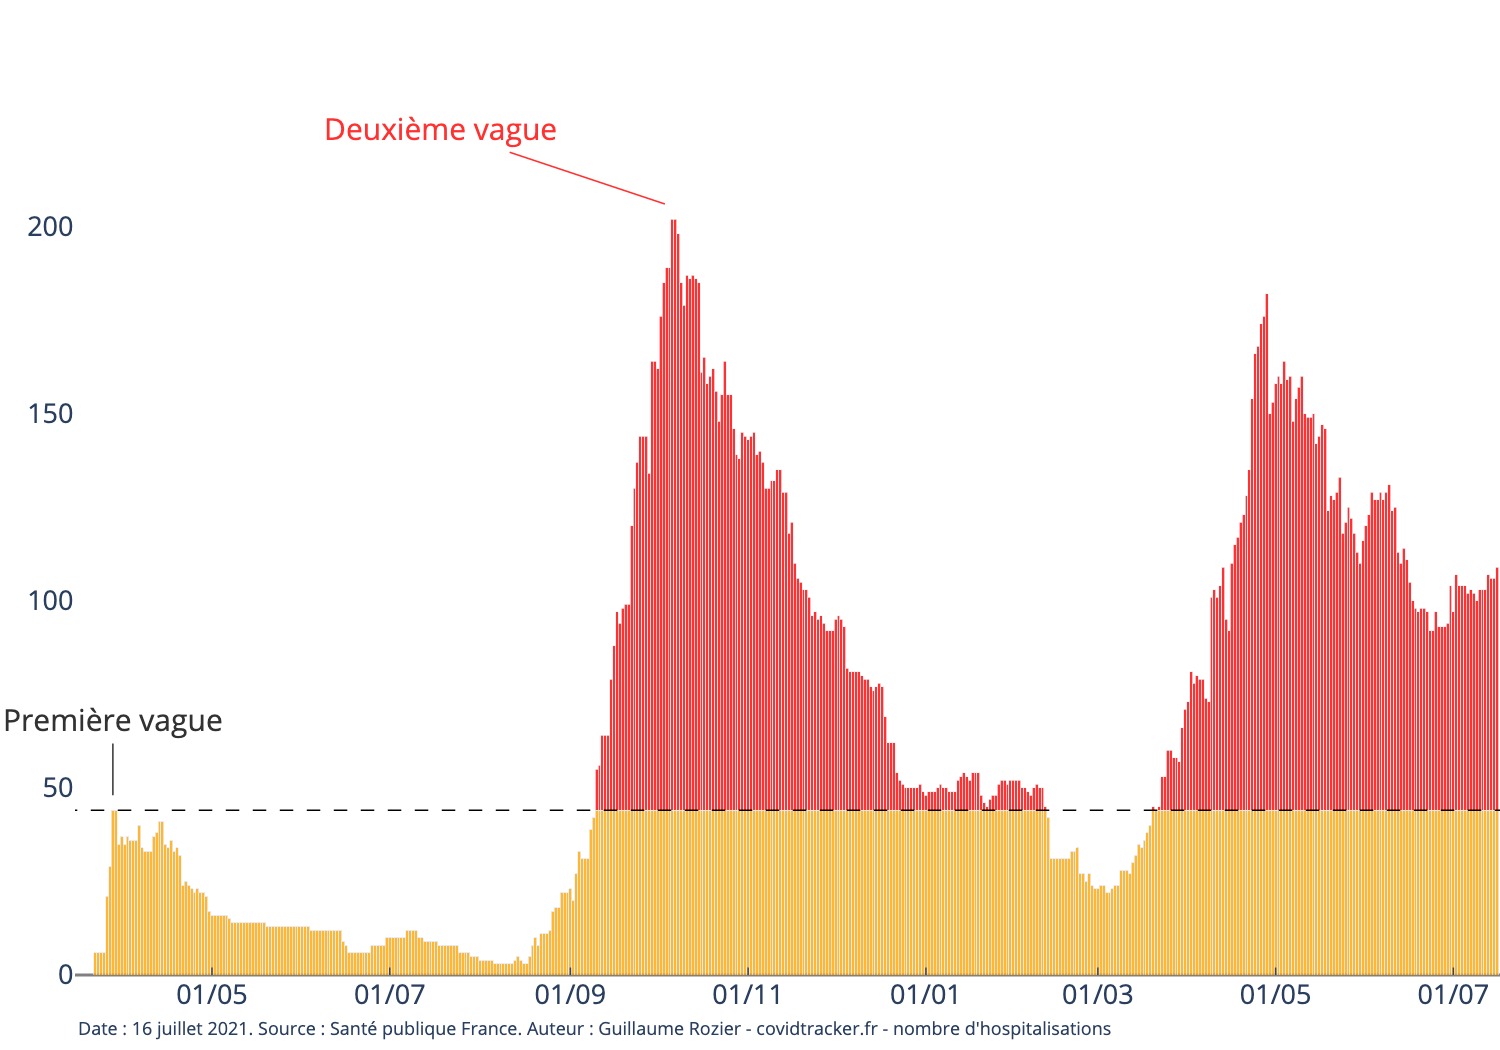 Deuxième vague
200
150
100
Première vague
50
0
01/05 01/07 01/09 01/11 01/01 01/03 01/05 01/07
Date : 16 juillet 2021. Source : Santé publique France. Auteur : Guillaume Rozier - covidtracker.fr - nombre d'hospitalisations